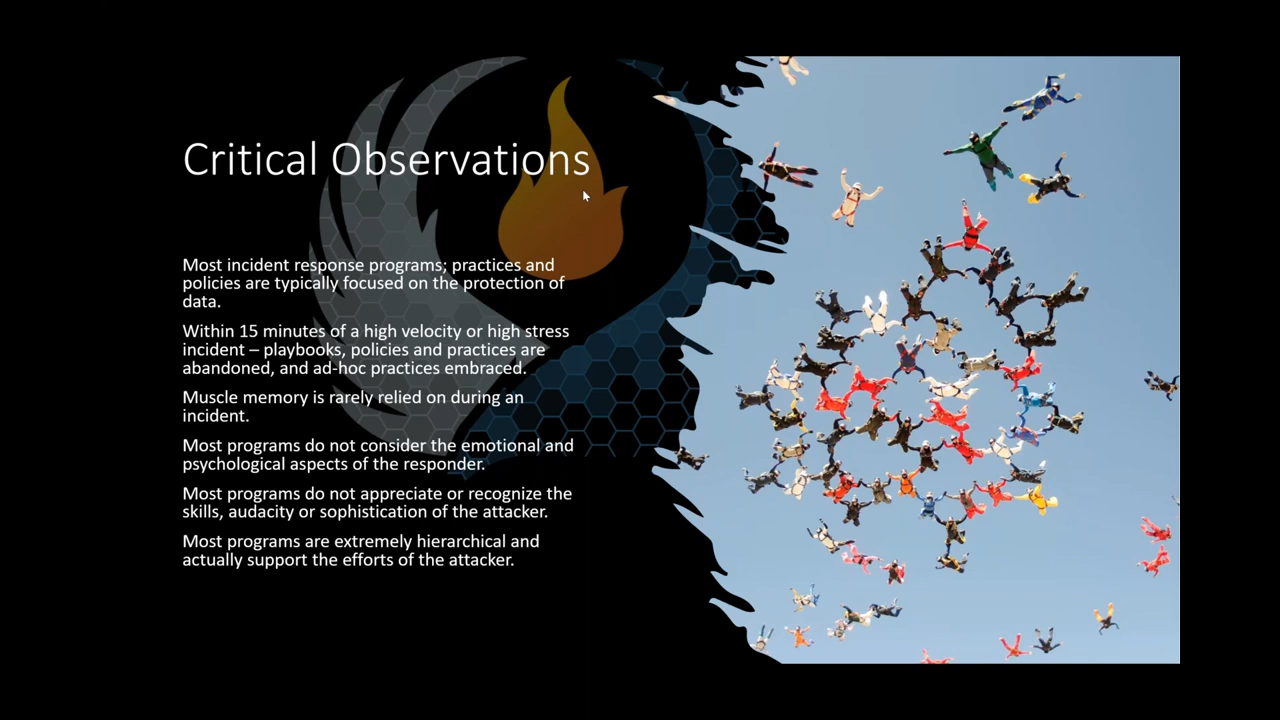 Critical Observations
Most incident response programs; practices and
policies are typically focused on the protection of
data.
Within 15 minutes of a high velocity or high stress
incident – playbooks, policies and practices are
abandoned, and ad-hoc practices embraced.
Muscle memory is rarely relied on during an
incident.
Most programs do not consider the emotional and
psychological aspects of the responder.
Most programs do not appreciate or recognize the
skills, audacity or sophistication of the attacker.
Most programs are extremely hierarchical and
actually support the efforts of the attacker.